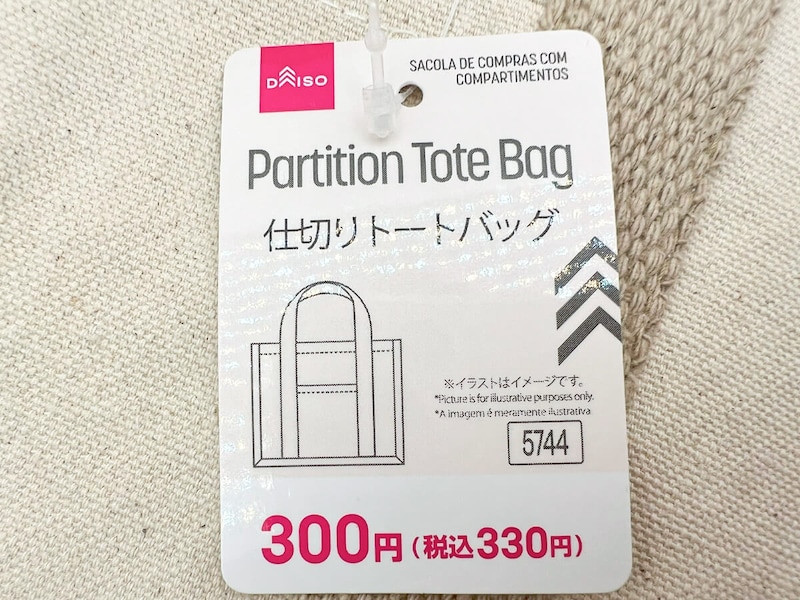 DAISO
SACOLA DE COMPRAS COM
COMPARTIMENTOS
Partition Tote Bag
仕切りトートバッグ
※イラストはイメージです。
*Picture is for illustrative purposes only.
*A imagem é meramente ilustrativa
5744
300円(税込330円)